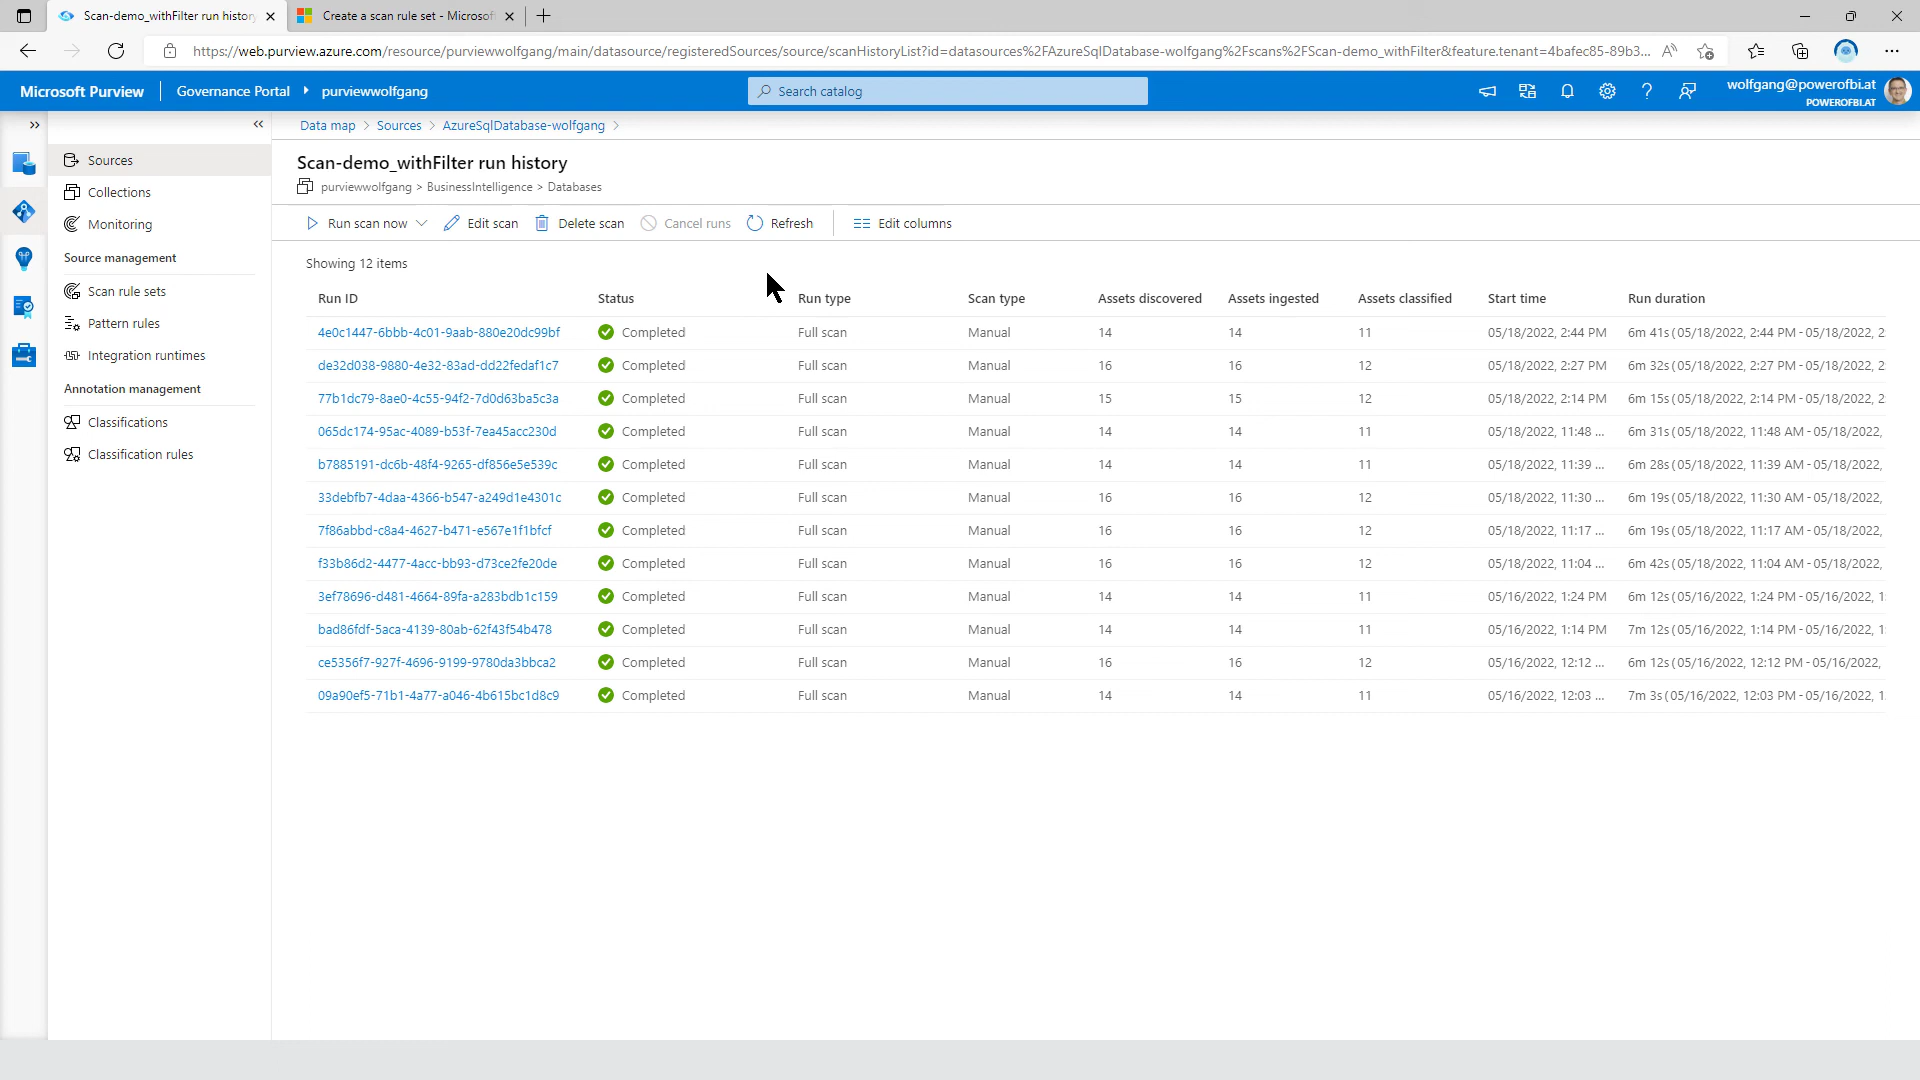 Scan-demo_withFilter run history
Create a scan rule set - Microsoft
https://web.purview.azure.com/resource/purviewwolfgang/main/datasource/registeredSources/source/scanHistoryList?id=datasources%2FAzureSqlDatabase-wolfgang%2Fscans%2FScan-demo_withFilter&feature.tenant=4bafec85-89b3...
Microsoft Purview
Governance Portal
purviewwolfgang
Search catalog
wolfgang@powerofbi.at
POWEROFBI.AT
Data map > Sources > AzureSqlDatabase-wolfgang >
Sources
Collections
Monitoring
Source management
Scan rule sets
Pattern rules
Integration runtimes
Annotation management
Classifications
Classification rules
Scan-demo_withFilter run history
purviewwolfgang > BusinessIntelligence > Databases
Run scan now Edit scan Delete scan Cancel runs Refresh Edit columns
Showing 12 items
Run ID Status Run type Scan type Assets discovered Assets ingested Assets classified Start time Run duration
4e0c1447-6bbb-4c01-9aab-880e20dc99bf Completed Full scan Manual 14 14 11 05/18/2022, 2:44 PM 6m 41s(05/18/2022, 2:44 PM - 05/18/2022, 2
de32d038-9880-4e32-83ad-dd22fedaf1c7 Completed Full scan Manual 16 16 12 05/18/2022, 2:27 PM 6m 32s(05/18/2022, 2:27 PM - 05/18/2022, 2
77b1dc79-8ae0-4c55-94f2-7d0d63ba5c3a Completed Full scan Manual 15 15 12 05/18/2022, 2:14 PM 6m 15s(05/18/2022, 2:14 PM - 05/18/2022, 2
065dc174-95ac-4089-b53f-7ea45acc230d Completed Full scan Manual 14 14 11 05/18/2022, 11:48 ... 6m 31s(05/18/2022, 11:48 AM - 05/18/2022,
b7885191-dc6b-48f4-9265-df856e5e539c Completed Full scan Manual 14 14 11 05/18/2022, 11:39 ... 6m 28s(05/18/2022, 11:39 AM - 05/18/2022,
33debfb7-4daa-4366-b547-a249d1e4301c Completed Full scan Manual 16 16 12 05/18/2022, 11:30 ... 6m 19s(05/18/2022, 11:30 AM - 05/18/2022,
7f86abbd-c8a4-4627-b471-e567e1f1bfcf Completed Full scan Manual 16 16 12 05/18/2022, 11:17 ... 6m 19s(05/18/2022, 11:17 AM - 05/18/2022,
f33b86d2-4477-4acc-bb93-d73ce2fe20de Completed Full scan Manual 16 16 12 05/18/2022, 11:04 ... 6m 42s(05/18/2022, 11:04 AM - 05/18/2022,
3ef78696-d481-4664-89fa-a283bdb1c159 Completed Full scan Manual 14 14 11 05/16/2022, 1:24 PM 6m 12s(05/16/2022, 1:24 PM - 05/16/2022, 1
bad86fdf-5aca-4139-80ab-62f43f54b478 Completed Full scan Manual 14 14 11 05/16/2022, 1:14 PM 7m 12s(05/16/2022, 1:14 PM - 05/16/2022, 1
ce5356f7-927f-4696-9199-9780da3bbca2 Completed Full scan Manual 16 16 12 05/16/2022, 12:12 ... 6m 12s(05/16/2022, 12:12 PM - 05/16/2022,
09a90ef5-71b1-4a77-a046-4b615bc1d8c9 Completed Full scan Manual 14 14 11 05/16/2022, 12:03 ... 7m 3s(05/16/2022, 12:03 PM - 05/16/2022, 1